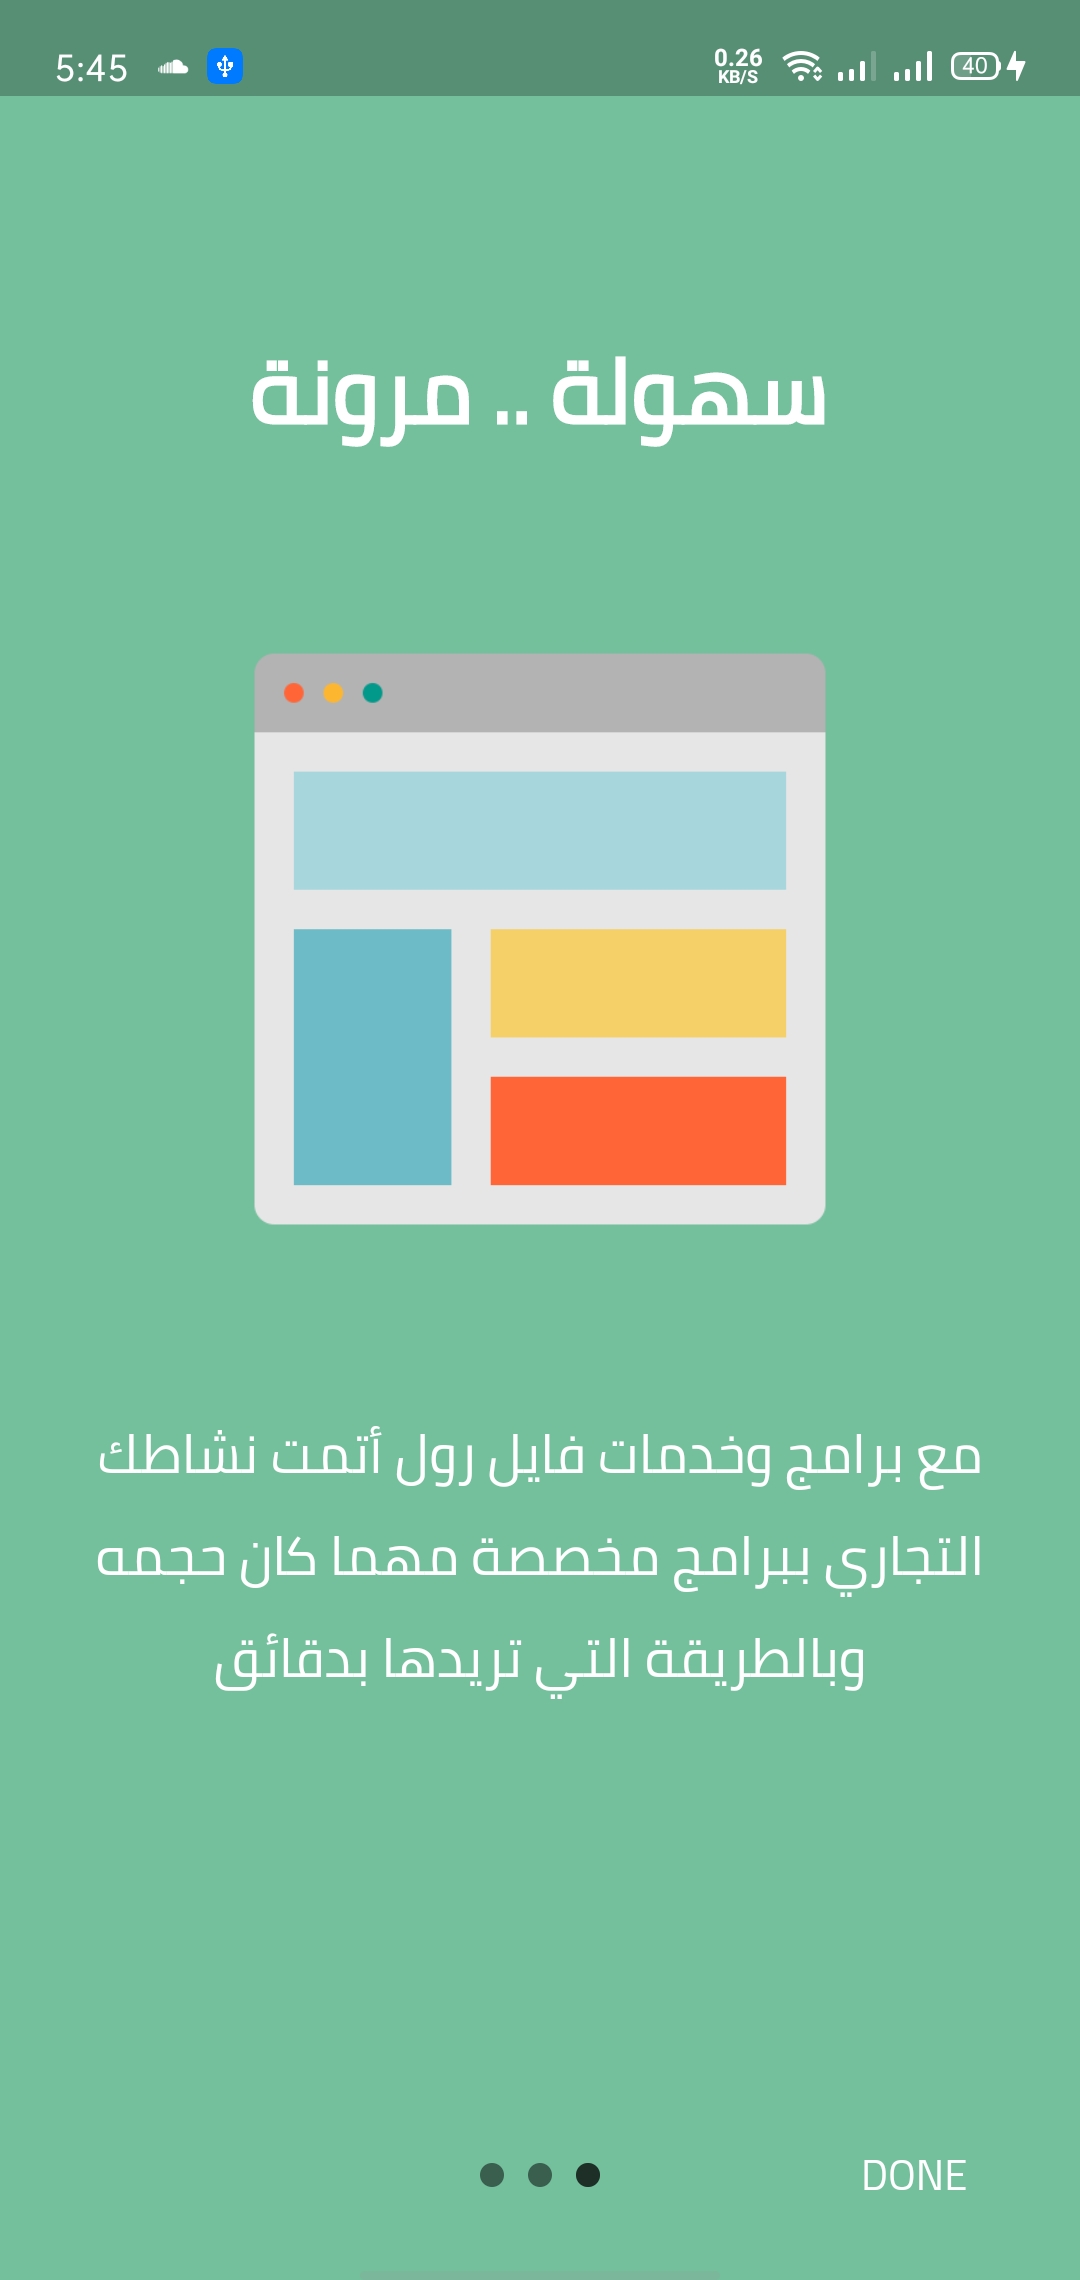 5:45
0.26
KB/S
40
سهولة .. مرونة
مع برامج وخدمات فايل رول أتمت نشاطك
التجاري ببرامج مخصصة مهما كان حجمه
وبالطريقة التي تريدها بدقائق
DONE